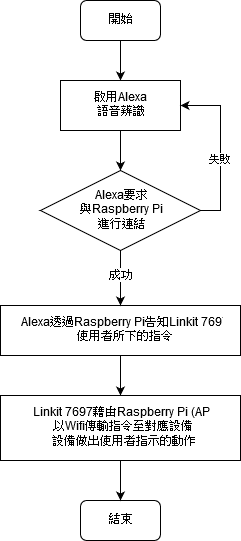 開始
啟用Alexa
語音辨識
失敗
Alexa要求
與Raspberry Pi
進行連結
成功
Alexa透過Raspberry Pi告知Linkit 769
使用者所下的指令
Linkit 7697藉由Raspberry Pi (AP
以Wifi傳輸指令至對應設備
設備做出使用者指示的動作
結束